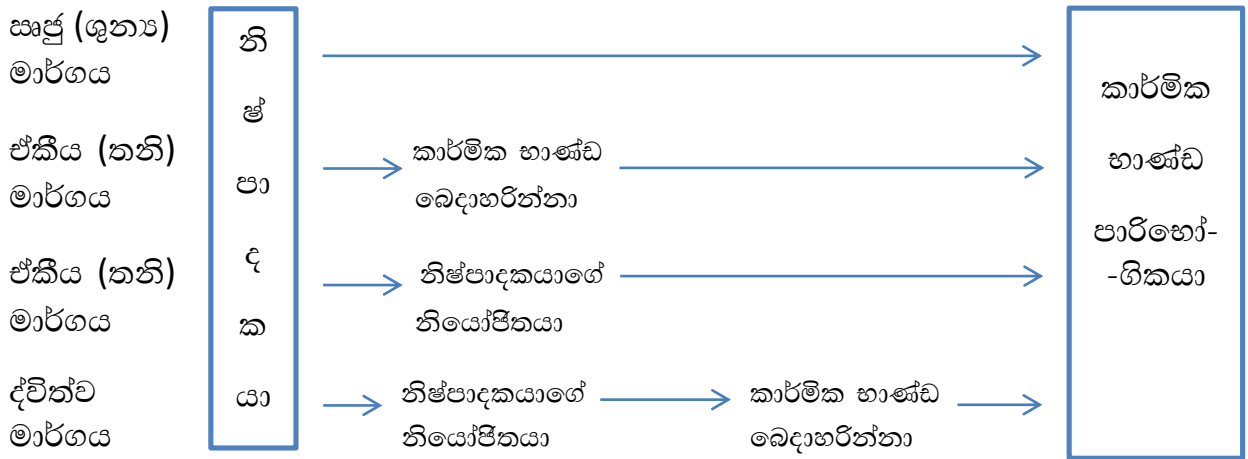 ඍජු (ශුන්‍ය)
මාර්ගය
ඒකීය (තනි)
මාර්ගය
ඒකීය (තනි)
මාර්ගය
ද්විත්ව
මාර්ගය
නි
ෂ්
පා
ද
ක
යා
කාර්මික භාණ්ඩ
බෙදාහරින්නා
නිෂ්පාදකයාගේ
නියෝජිතයා
නිෂ්පාදකයාගේ
නියෝජිතයා
කාර්මික භාණ්ඩ
බෙදාහරින්නා
කාර්මික
භාණ්ඩ
පාරිභෝ-
-ගිකයා